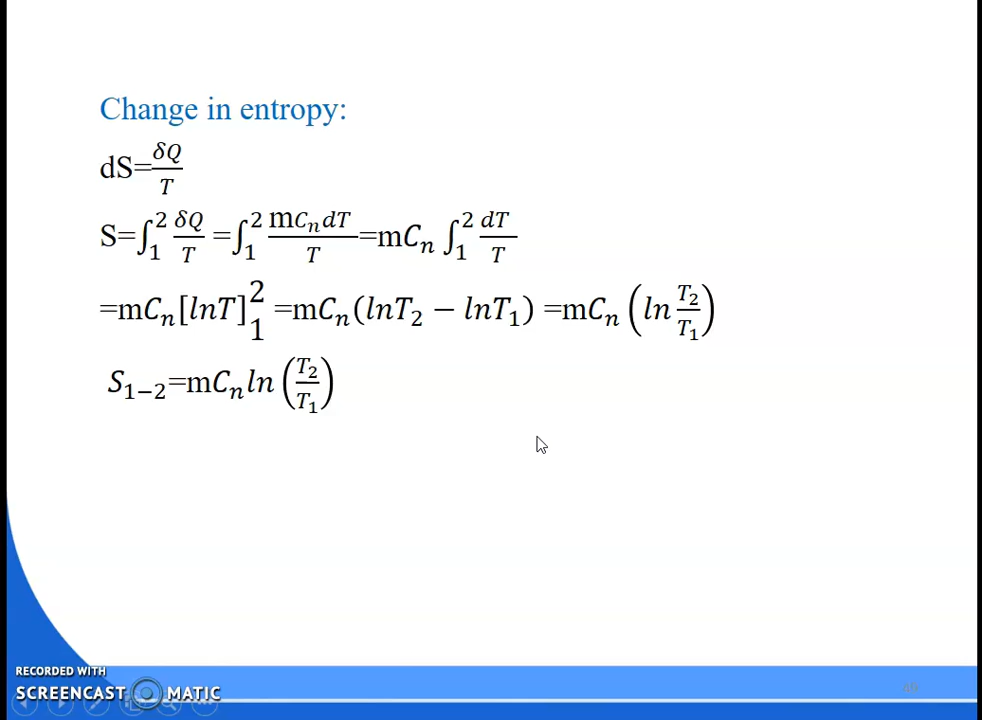 Change in entropy:
dS=δQ/T
S=∫₁² δQ/T =∫₁² mCₙdT/T =mCₙ ∫₁² dT/T
=mCₙ[lnT]₁² =mCₙ(lnT₂ − lnT₁) =mCₙ (ln T₂/T₁)
S₁₋₂=mCₙln (T₂/T₁)
RECORDED WITH
SCREENCAST MATIC